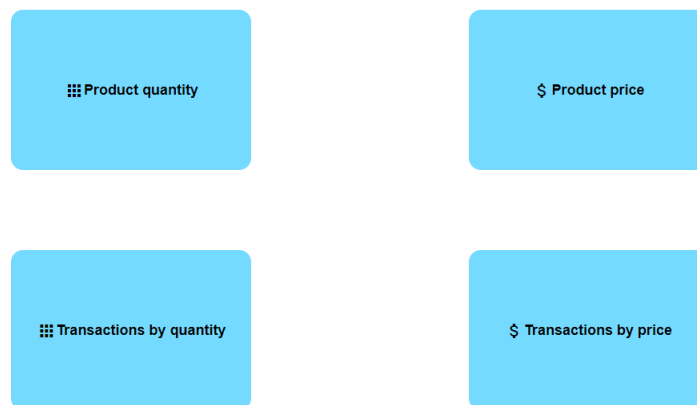 Product quantity
$ Product price
Transactions by quantity
$ Transactions by price